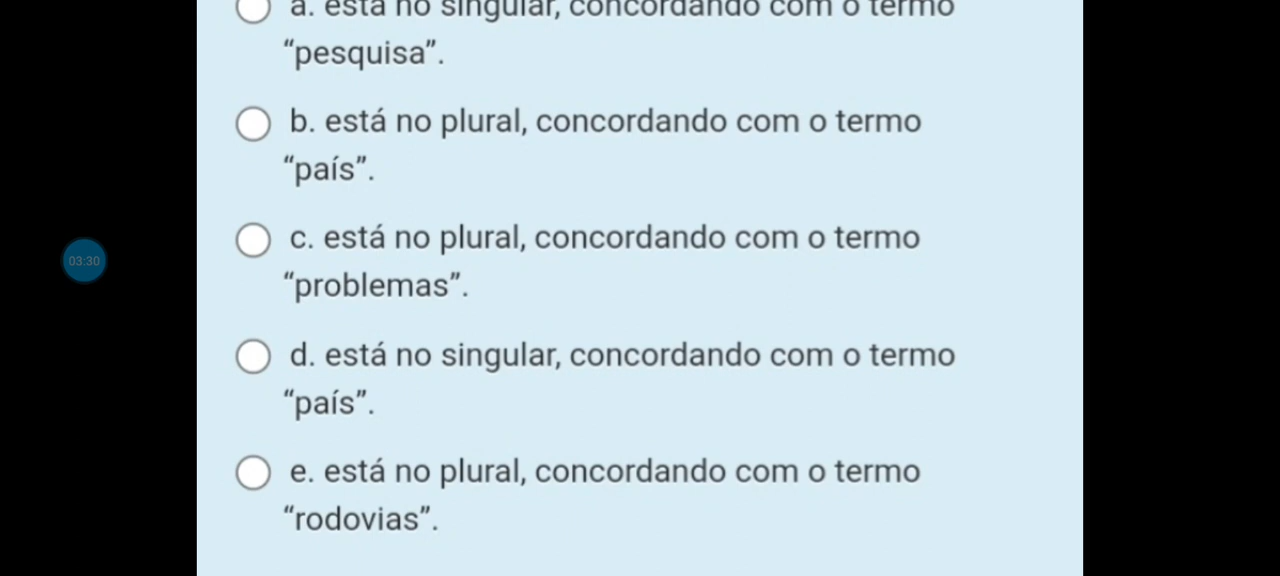 a. está no singular, concordando com o termo
“pesquisa”.
b. está no plural, concordando com o termo
“país”.
c. está no plural, concordando com o termo
“problemas”.
d. está no singular, concordando com o termo
“país”.
e. está no plural, concordando com o termo
“rodovias”.
03:30